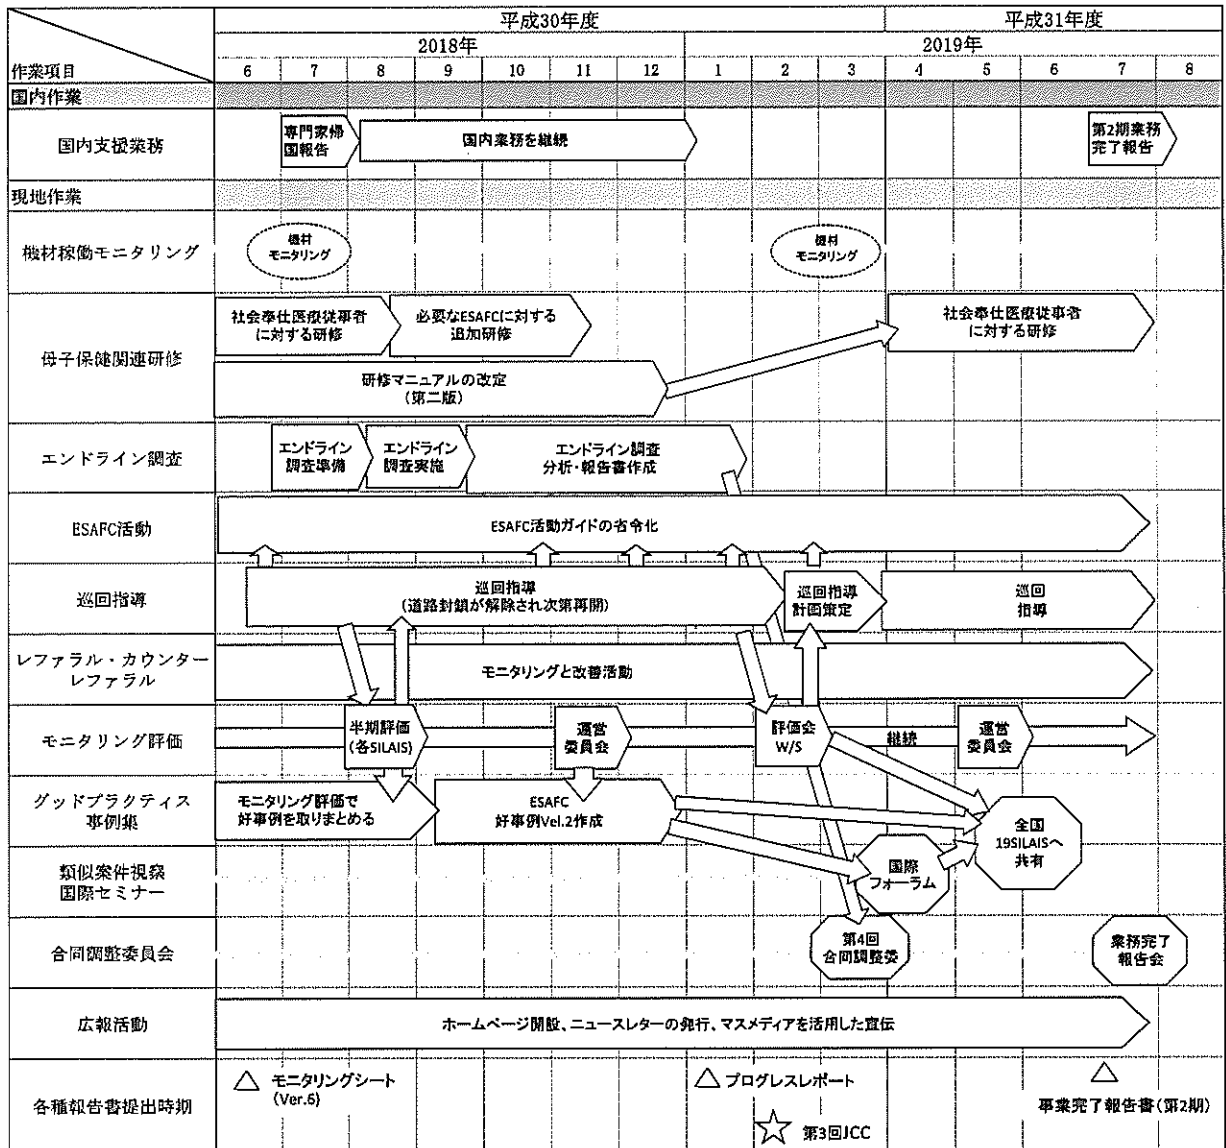 平成30年度 平成31年度
2018年 2019年
作業項目 6 7 8 9 10 11 12 1 2 3 4 5 6 7 8
国内作業
国内支援業務
専門家帰
国報告
国内業務を継続
第2期業務
完了報告
現地作業
機材稼働モニタリング
機材
モニタリング
機材
モニタリング
母子保健関連研修
社会奉仕医療従事者
に対する研修
必要なESAFCに対する
追加研修
社会奉仕医療従事者
に対する研修
研修マニュアルの改定
(第二版)
エンドライン調査
エンドライン
調査準備
エンドライン
調査実施
エンドライン調査
分析・報告書作成
ESAFC活動
ESAFC活動ガイドの省令化
巡回指導
巡回指導
(道路封鎖が解除され次第再開)
巡回指導
計画策定
巡回
指導
レファラル・カウンター
レファラル
モニタリングと改善活動
モニタリング評価
半期評価
(各SILAIS)
運営
委員会
評価会
W/S
継続
運営
委員会
グッドプラクティス
事例集
モニタリング評価で
好事例を取りまとめる
ESAFC
好事例Vel.2作成
全国
19SILAISへ
共有
類似案件視察
国際セミナー
国際
フォーラム
合同調整委員会
第4回
合同調整委
業務完了
報告会
広報活動
ホームページ開設、ニュースレターの発行、マスメディアを活用した宣伝
各種報告書提出時期
モニタリングシート
(Ver.6)
プログレスレポート
第3回JCC
事業完了報告書(第2期)